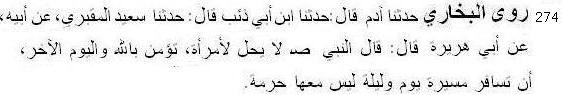 274 روى البخاري حدثنا آدم قال :حدثنا ابن أبي ذئب قال : حدثنا سعيد المقبري، عن أبيه،
عن أبي هريرة قال : قال النبي صـ لا يحل لأمرأة، تؤمن بالله واليوم الآخر،
أن تسافر مسيرة يوم وليلة ليس معها حرمة.